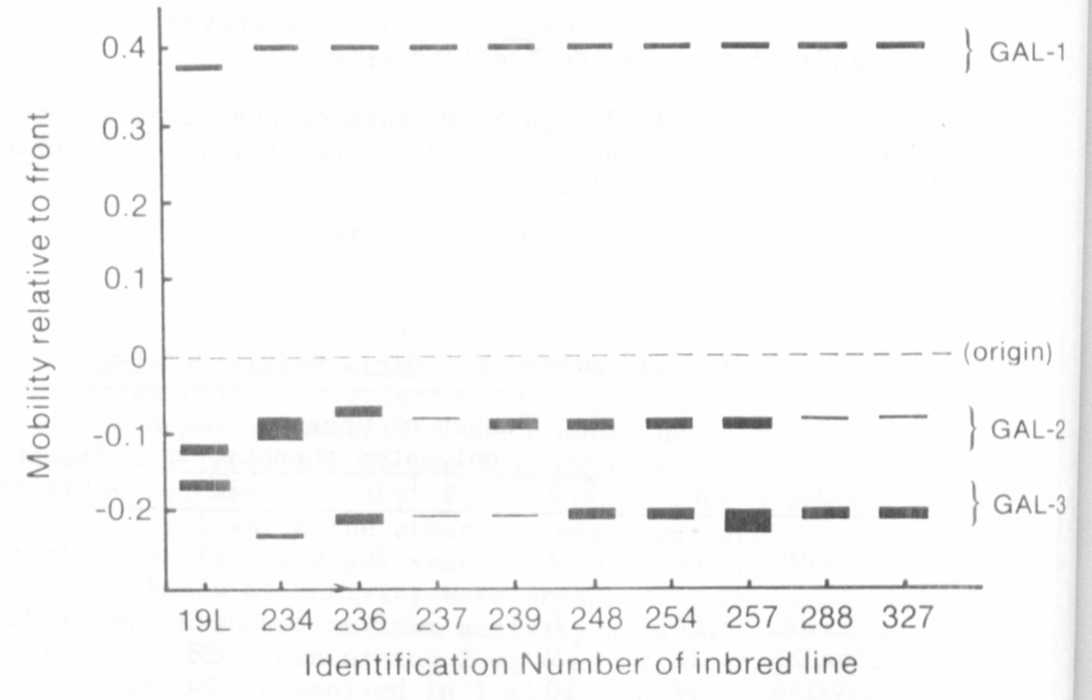 Mobility relative to front
0.4
0.3
0.2
0.1
0
-0.1
-0.2
GAL-1
(origin)
GAL-2
GAL-3
19L 234 236 237 239 248 254 257 288 327
Identification Number of inbred line